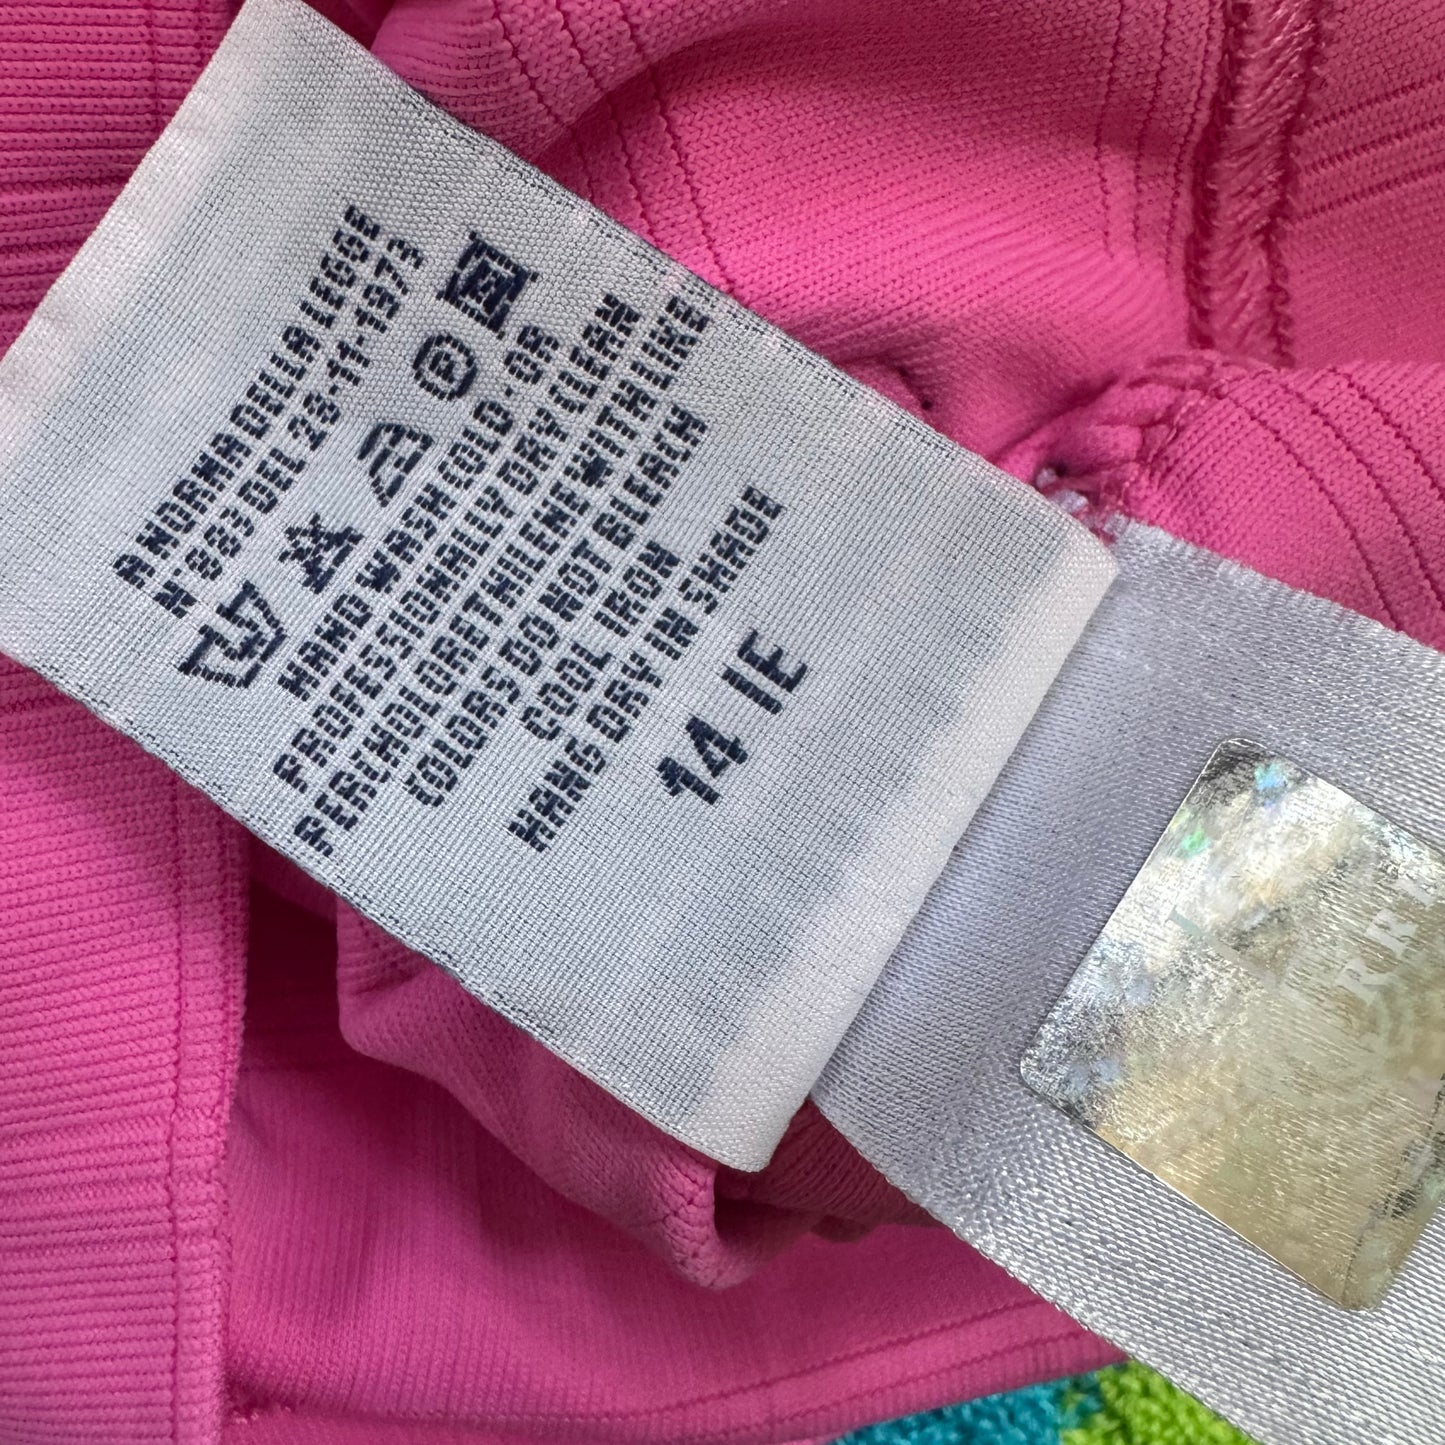 A NORMA DELLA LEGGE
N° 883 DEL 26-11-1973
P
HAND WASH COLD-OR
PROFESSIONALLY DRY CLEAN
PERCHLORETHILENE WITH LIKE
COLORS DO NOT BLEACH
COOL IRON
HANG DRY IN SHADE
14 IE